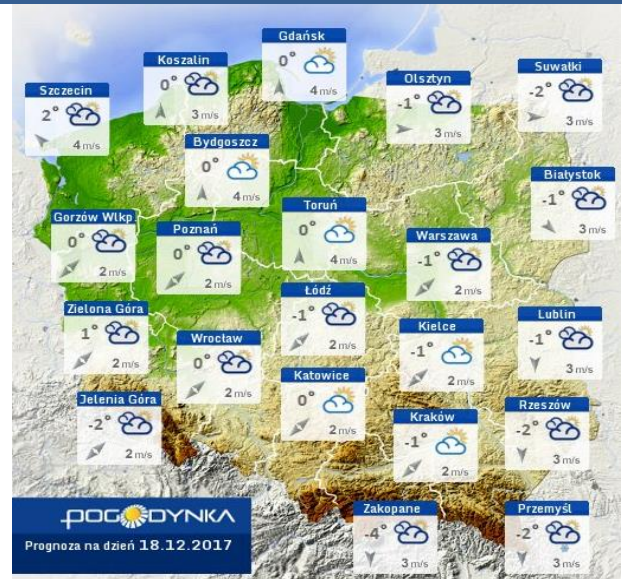 Gdańsk
0°
4 m/s
Koszalin
0°
3 m/s
Szczecin
2°
4 m/s
Olsztyn
-1°
3 m/s
Suwałki
-2°
3 m/s
Bydgoszcz
0°
4 m/s
Białystok
-1°
3 m/s
Gorzów Wlkp.
0°
2 m/s
Poznań
0°
2 m/s
Toruń
0°
4 m/s
Warszawa
-1°
2 m/s
Zielona Góra
1°
2 m/s
Wrocław
0°
2 m/s
Łódź
-1°
2 m/s
Kielce
-1°
2 m/s
Lublin
-1°
3 m/s
Jelenia Góra
-2°
2 m/s
Katowice
0°
2 m/s
Kraków
-1°
2 m/s
Rzeszów
-2°
3 m/s
Zakopane
-4°
3 m/s
Przemyśl
-2°
3 m/s
POGODYNKA
Prognoza na dzień 18.12.2017